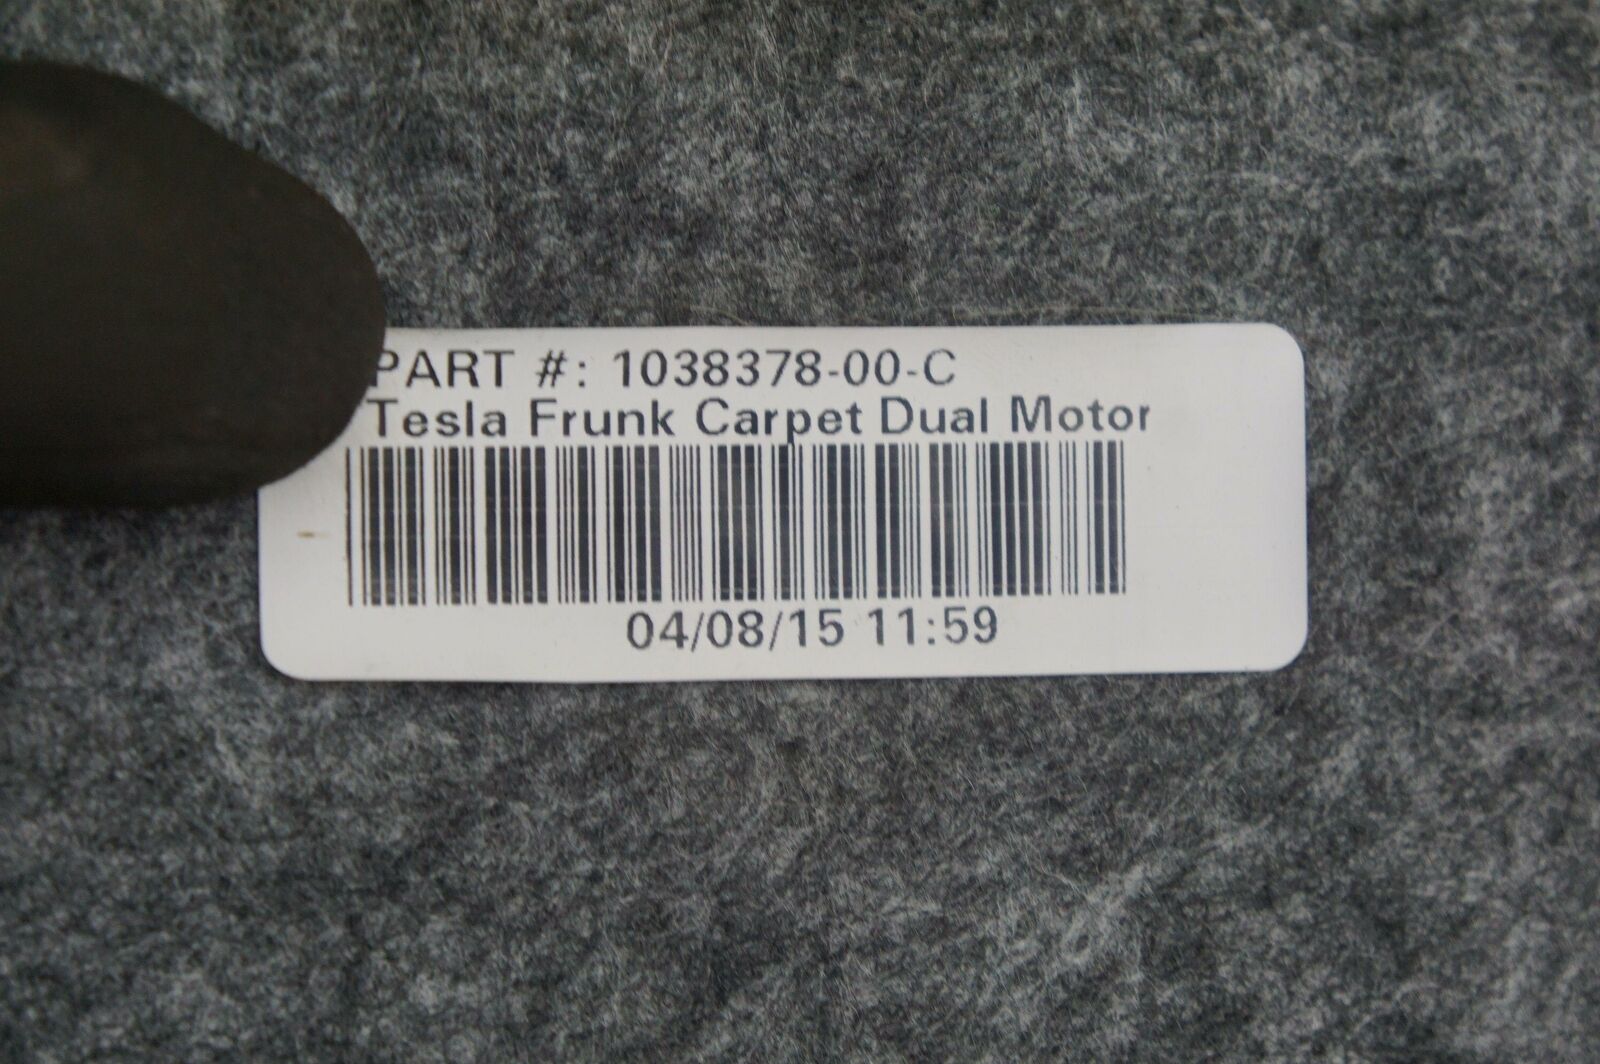 PART #: 1038378-00-C
Tesla Frunk Carpet Dual Motor
04/08/15 11:59